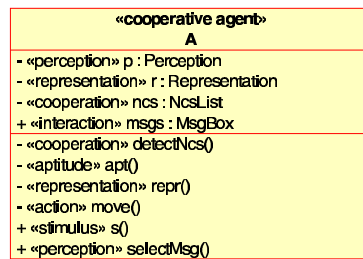 «cooperative agent»
A
- «perception» p : Perception
- «representation» r : Representation
- «cooperation» ncs : NcsList
+ «interaction» msgs : MsgBox
- «cooperation» detectNcs()
- «aptitude» apt()
- «representation» repr()
- «action» move()
+ «stimulus» s()
+ «perception» selectMsg()